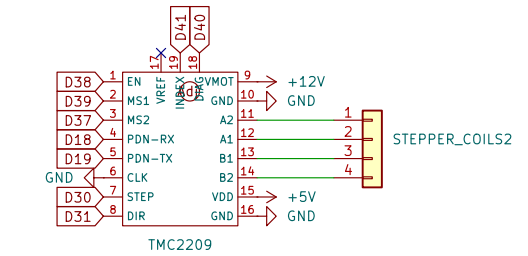 D41 D40
17 19 18
D38 1 EN VREF INDEX DIAG VMOT 9 +12V
D39 2 MS1 GND 10 GND
D37 3 MS2 A2 11 1
D18 4 PDN-RX A1 12 2
D19 5 PDN-TX B1 13 3
GND 6 CLK B2 14 4
D30 7 STEP VDD 15 +5V
D31 8 DIR GND 16 GND
STEPPER_COILS2
TMC2209